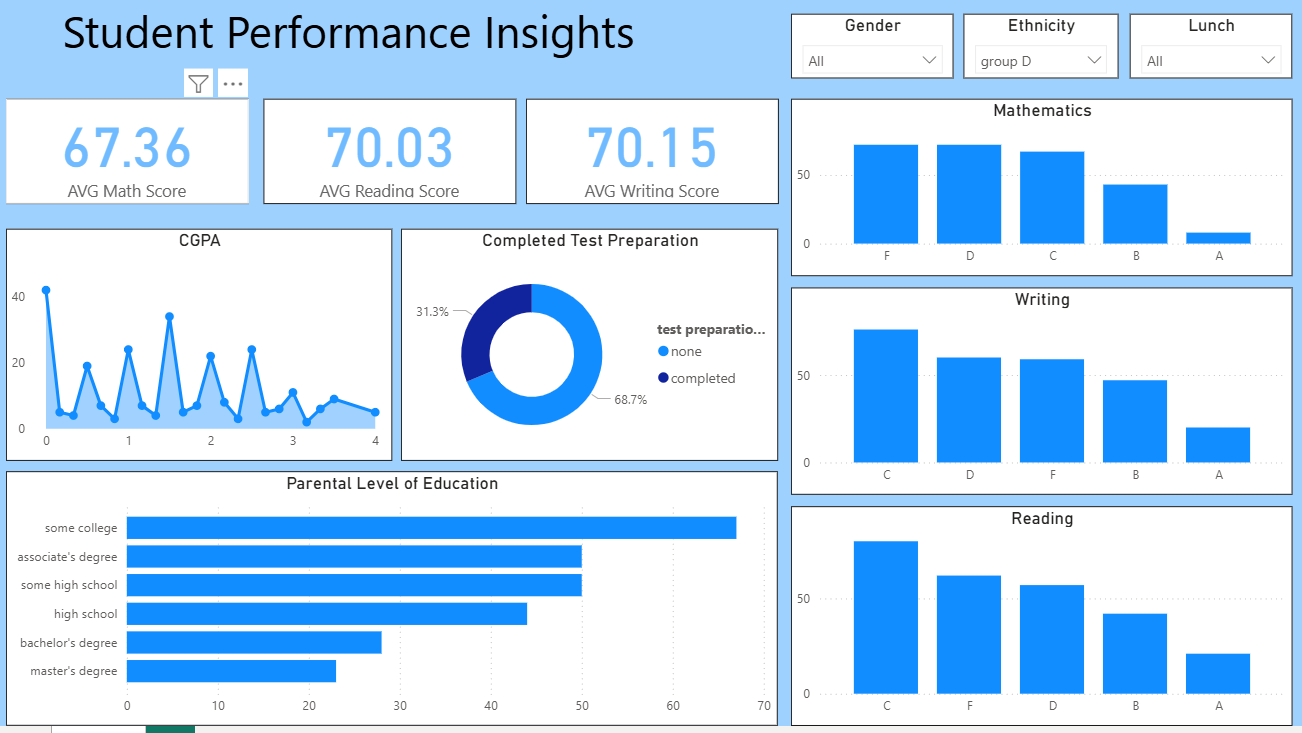 Student Performance Insights
Gender
All
Ethnicity
group D
Lunch
All
67.36
AVG Math Score
70.03
AVG Reading Score
70.15
AVG Writing Score
CGPA
40
20
0
0 1 2 3 4
Completed Test Preparation
31.3%
68.7%
test preparatio...
none
completed
Parental Level of Education
some college
associate's degree
some high school
high school
bachelor's degree
master's degree
0 10 20 30 40 50 60 70
Mathematics
50
0
F D C B A
Writing
50
0
C D F B A
Reading
50
0
C F D B A